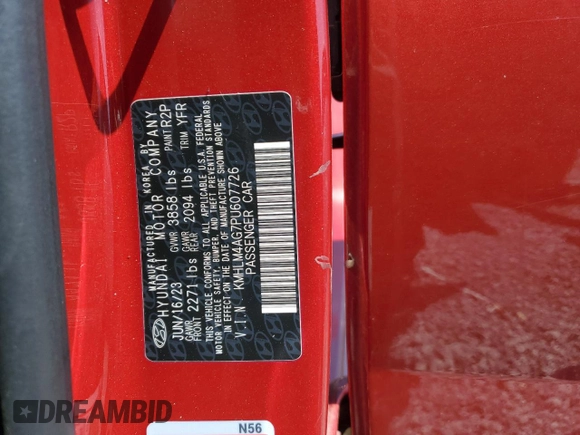 MANUFACTURED IN KOREA BY
HYUNDAI MOTOR COMPANY
JUN/16/23 GVWR 3858 lbs PAINT R2P
GAWR FRONT 2271 lbs GAWR REAR 2094 lbs TRIM YFR
THIS VEHICLE CONFORMS TO ALL APPLICABLE U.S.A. FEDERAL
MOTOR VEHICLE SAFETY, BUMPER, AND THEFT PREVENTION STANDARDS
IN EFFECT ON THE DATE OF MANUFACTURE SHOWN ABOVE
V.I.N : KMHLM4AG7PU607726
PASSENGER CAR
N56
DREAMBID